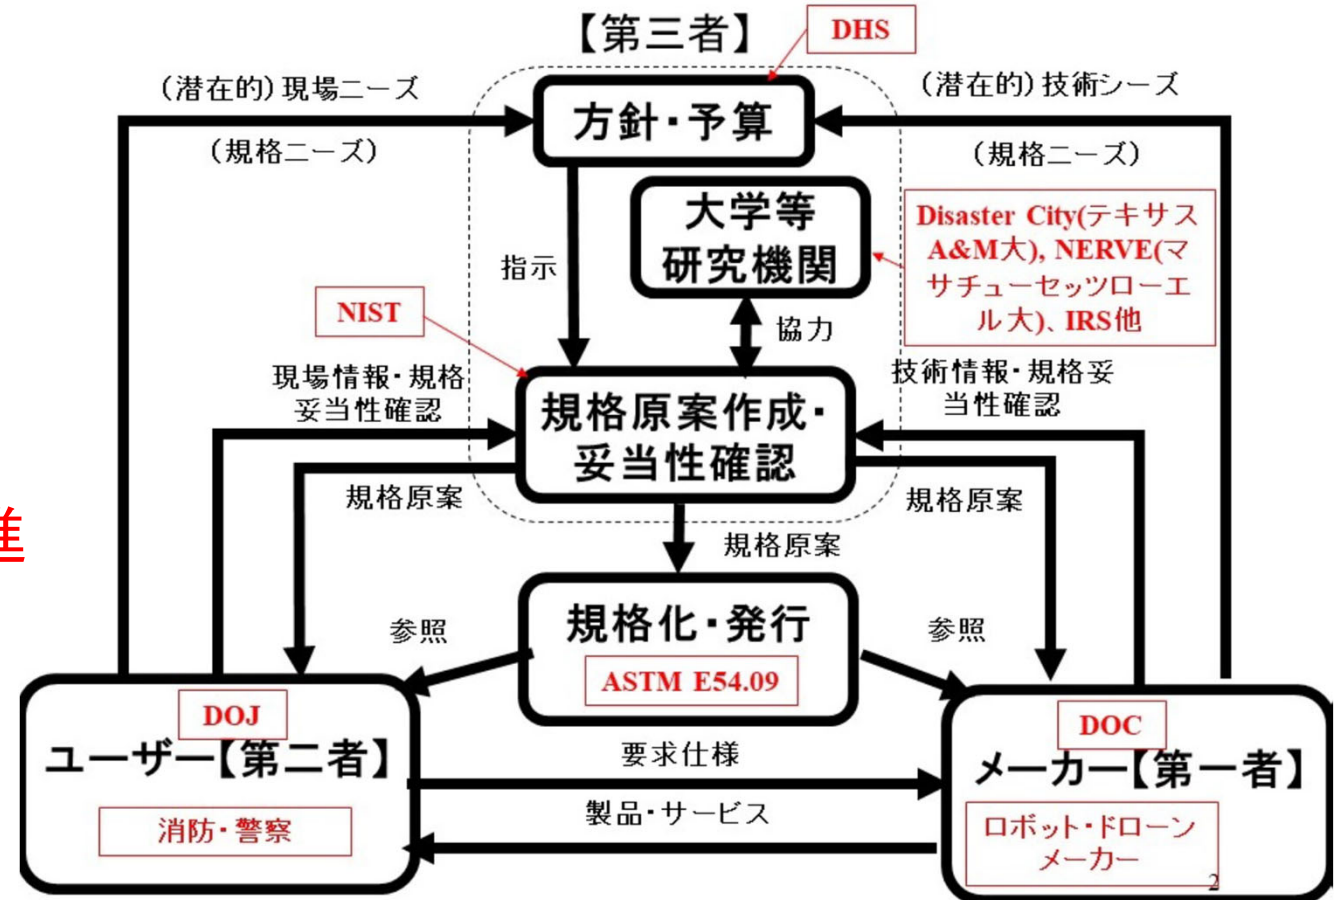 【第三者】
DHS
(潜在的)現場ニーズ
(規格ニーズ)
方針・予算
(潜在的)技術シーズ
(規格ニーズ)
大学等
研究機関
Disaster City(テキサス
A&M大), NERVE(マ
サチューセッツローエ
ル大)、IRS他
指示
協力
NIST
現場情報・規格
妥当性確認
規格原案作成・
妥当性確認
技術情報・規格妥
当性確認
規格原案
規格原案
規格原案
進
規格化・発行
ASTM E54.09
参照
参照
DOJ
ユーザー【第二者】
消防・警察
要求仕様
製品・サービス
DOC
メーカー【第一者】
ロボット・ドローン
メーカー
2